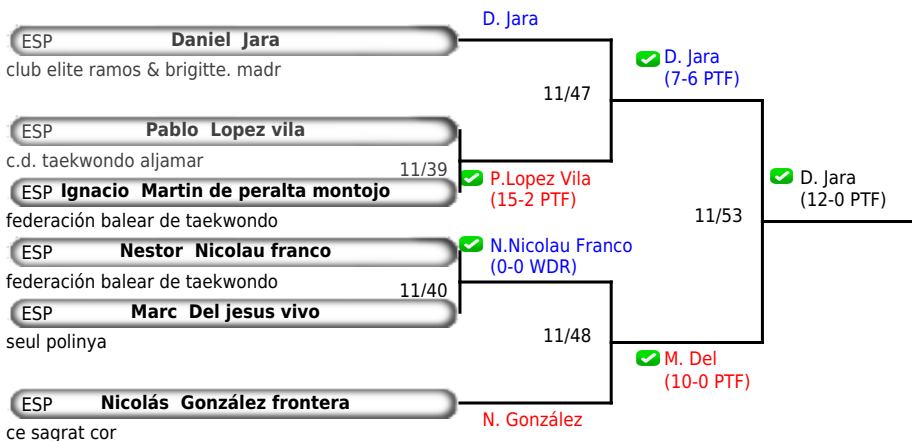 D. Jara
ESP Daniel Jara
club elite ramos & brigitte. madr
D. Jara
(7-6 PTF)
11/47
ESP Pablo Lopez vila
c.d. taekwondo aljamar
11/39
P.Lopez Vila
(15-2 PTF)
ESP Ignacio Martin de peralta montojo
federación balear de taekwondo
D. Jara
(12-0 PTF)
11/53
ESP Nestor Nicolau franco
federación balear de taekwondo
N.Nicolau Franco
(0-0 WDR)
11/40
ESP Marc Del jesus vivo
seul polinya
11/48
M. Del
(10-0 PTF)
ESP Nicolás González frontera
ce sagrat cor
N. González